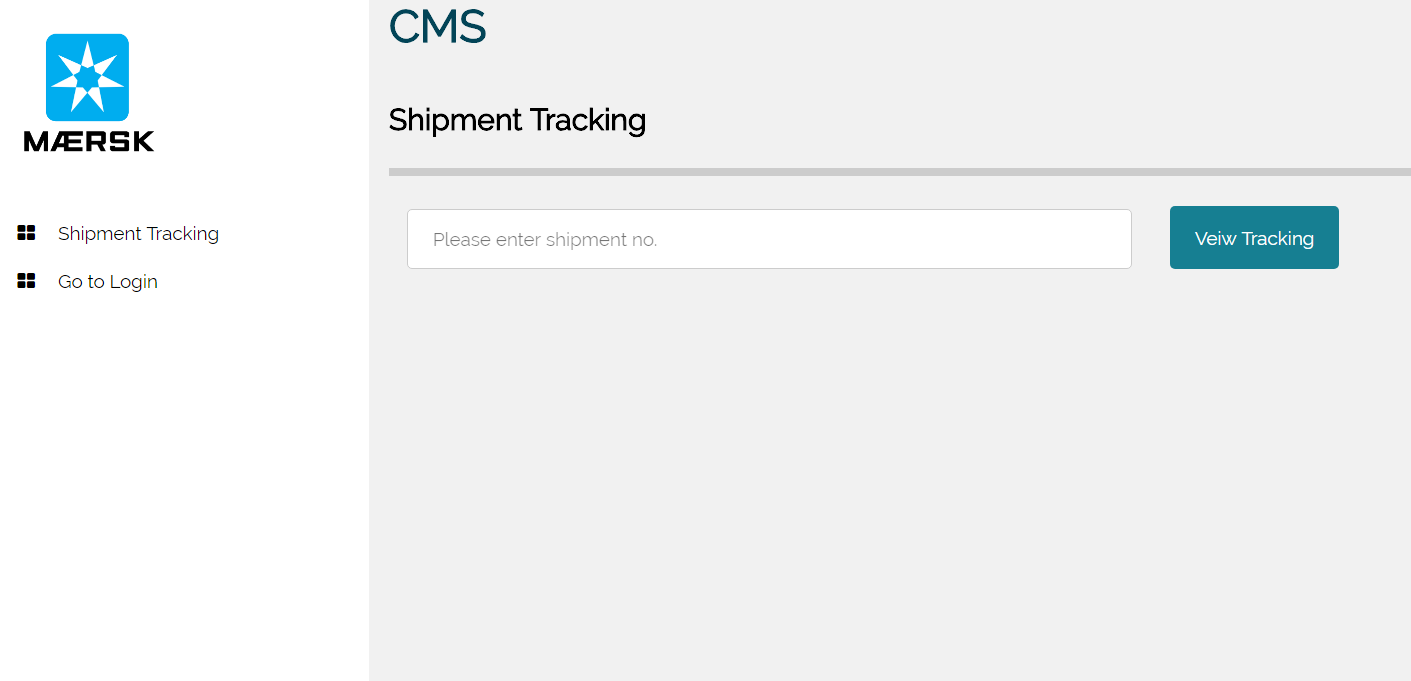 MÆRSK
Shipment Tracking
Go to Login
CMS
Shipment Tracking
Please enter shipment no.
Veiw Tracking